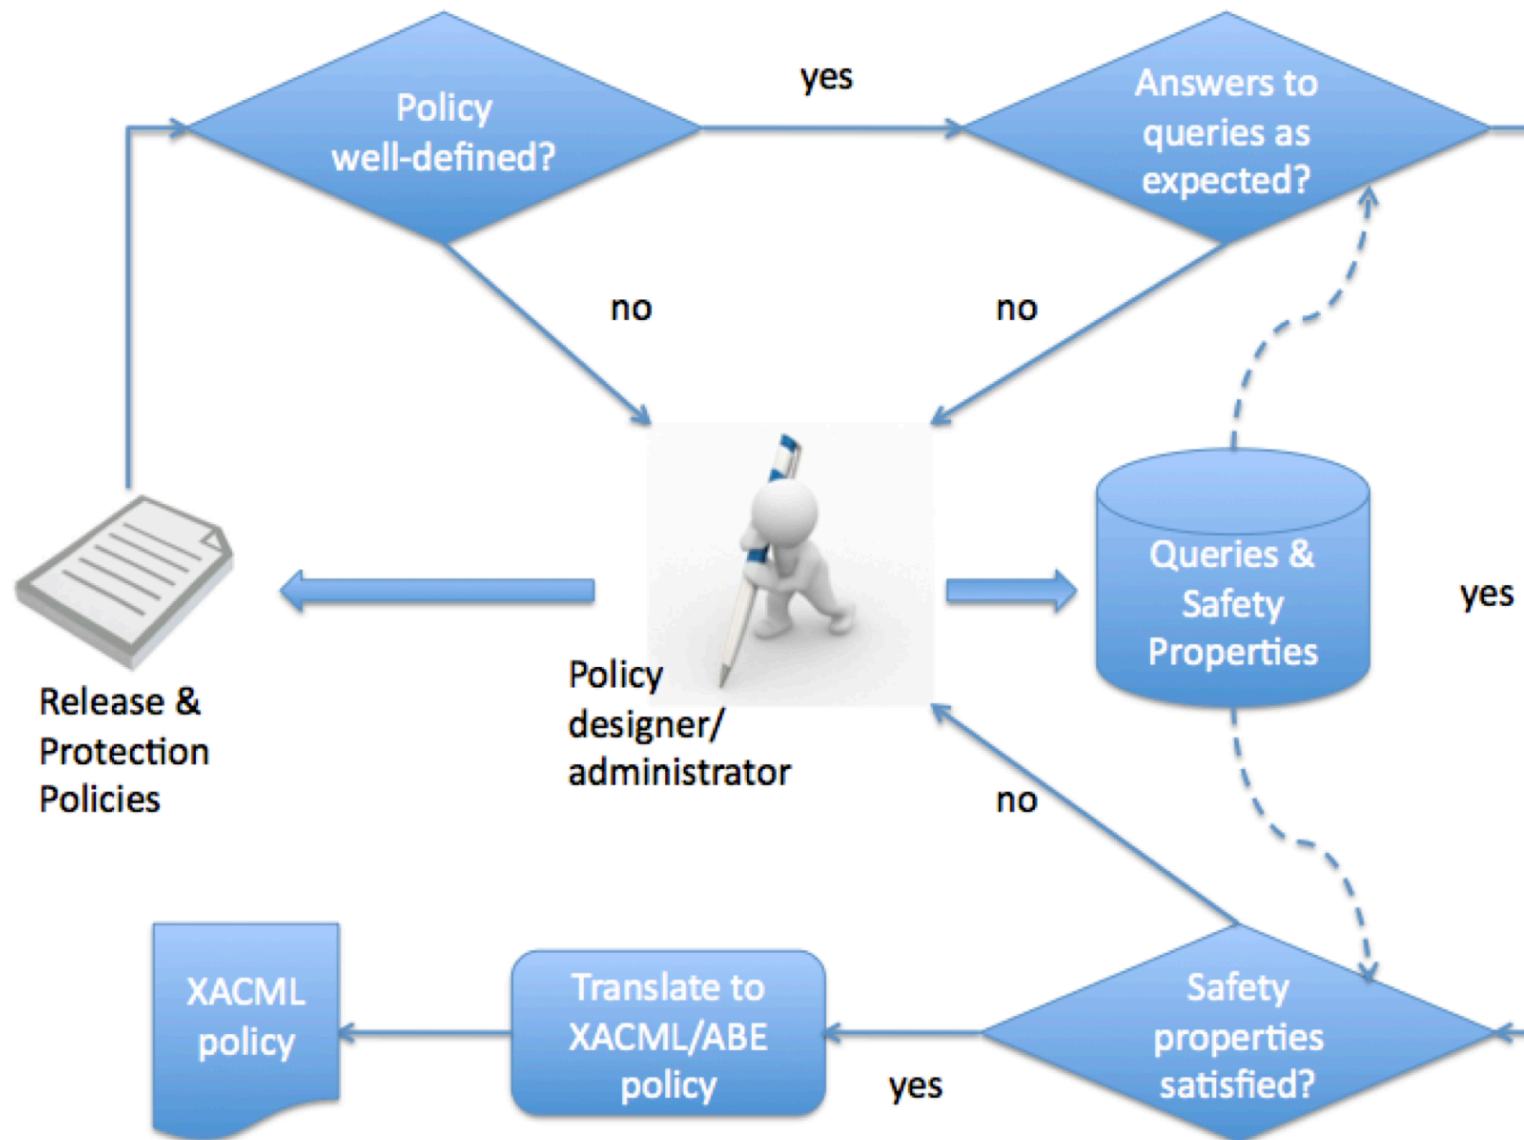 Policy
well-defined?
yes
Answers to
queries as
expected?
no
no
Queries &
Safety
Properties
yes
Release &
Protection
Policies
Policy
designer/
administrator
no
XACML
policy
Translate to
XACML/ABE
policy
yes
Safety
properties
satisfied?